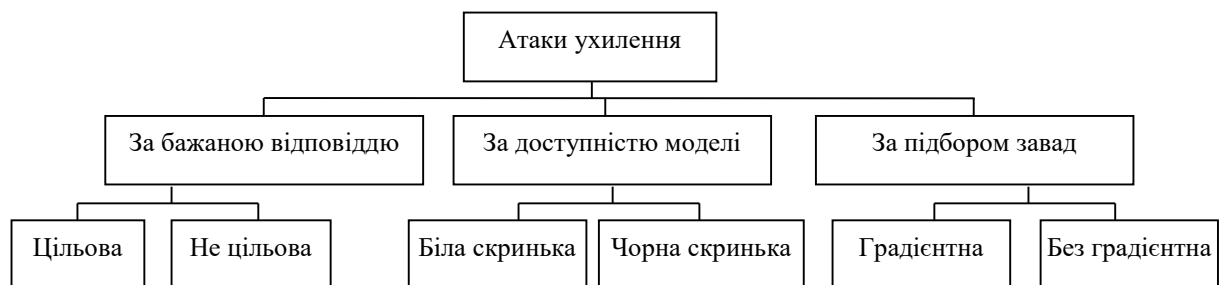 Атаки ухилення
За бажаною відповіддю
За доступністю моделі
За підбором завад
Цільова
Не цільова
Біла скринька
Чорна скринька
Градієнтна
Без градієнтна